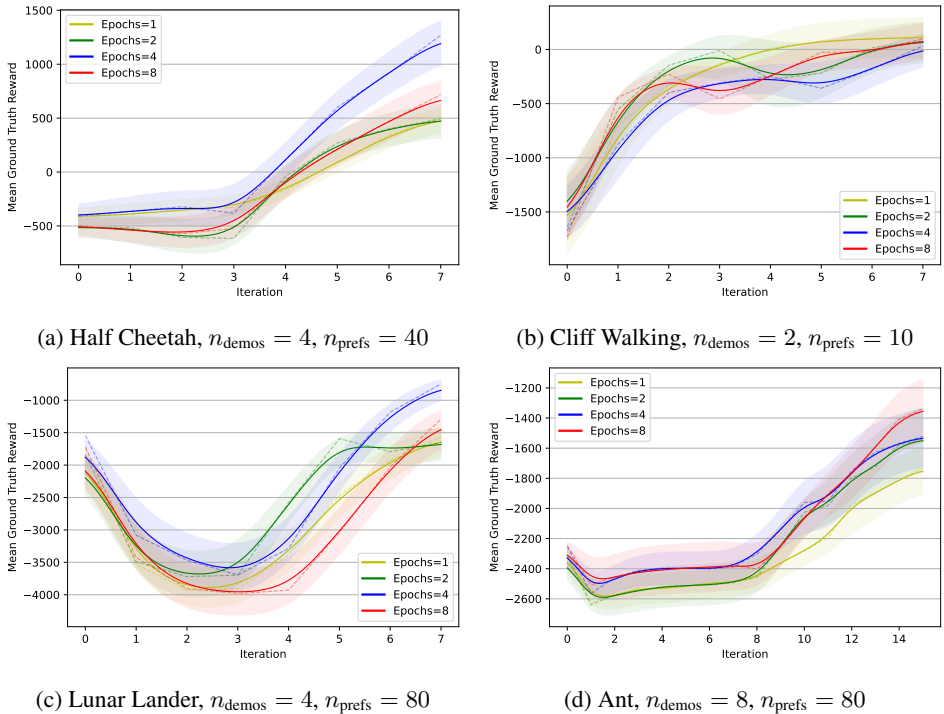 1500
1000
500
0
−500
0 1 2 3 4 5 6 7
Iteration
Mean Ground Truth Reward
Epochs=1
Epochs=2
Epochs=4
Epochs=8
0
−500
−1000
−1500
0 1 2 3 4 5 6 7
Iteration
Mean Ground Truth Reward
Epochs=1
Epochs=2
Epochs=4
Epochs=8
(a) Half Cheetah, n_demos = 4, n_prefs = 40
(b) Cliff Walking, n_demos = 2, n_prefs = 10
−1000
−1500
−2000
−2500
−3000
−3500
−4000
0 1 2 3 4 5 6 7
Iteration
Mean Ground Truth Reward
Epochs=1
Epochs=2
Epochs=4
Epochs=8
−1200
−1400
−1600
−1800
−2000
−2200
−2400
−2600
0 2 4 6 8 10 12 14
Iteration
Mean Ground Truth Reward
Epochs=1
Epochs=2
Epochs=4
Epochs=8
(c) Lunar Lander, n_demos = 4, n_prefs = 80
(d) Ant, n_demos = 8, n_prefs = 80